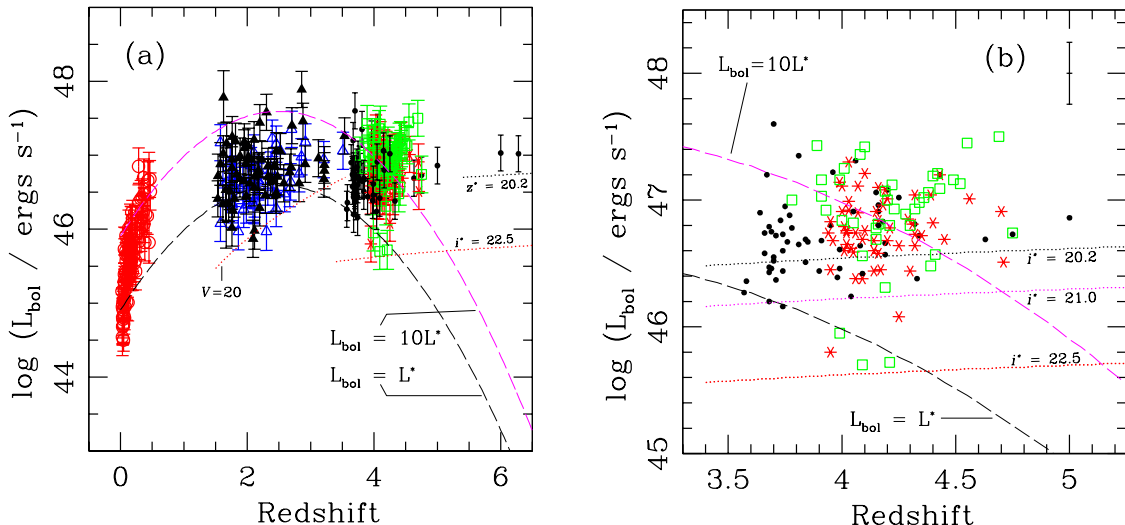 (a)
log (L_bol / ergs s⁻¹)
48
46
44
z* = 20.2
i* = 22.5
V=20
L_bol = 10L*
L_bol = L*
0 2 4 6
Redshift
(b)
log (L_bol / ergs s⁻¹)
48
47
46
45
L_bol=10L*
i* = 20.2
i* = 21.0
i* = 22.5
L_bol = L*
3.5 4 4.5 5
Redshift